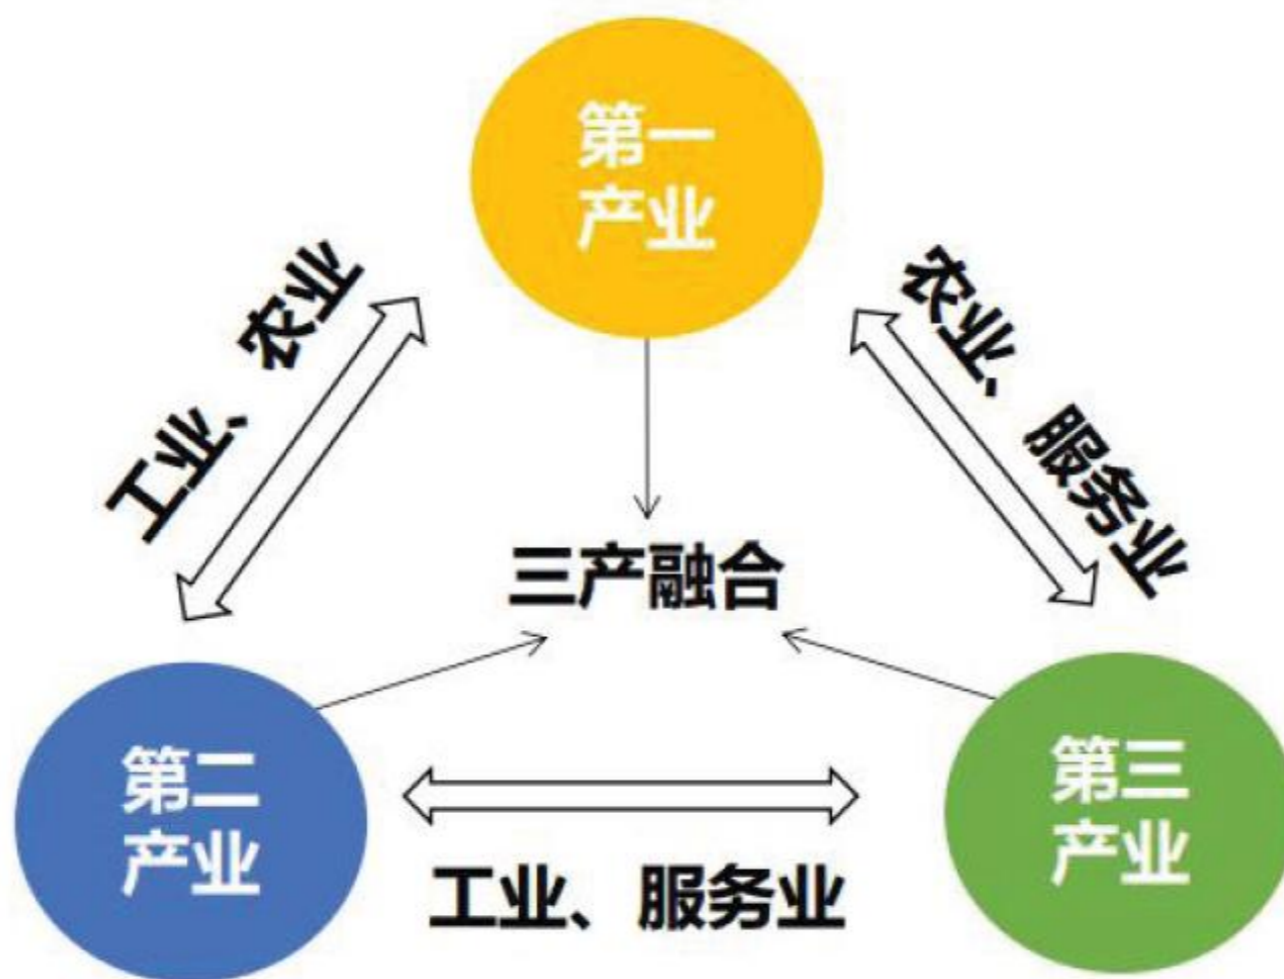 第一
产业
工业、农业
农业、服务业
三产融合
第二
产业
第三
产业
工业、服务业